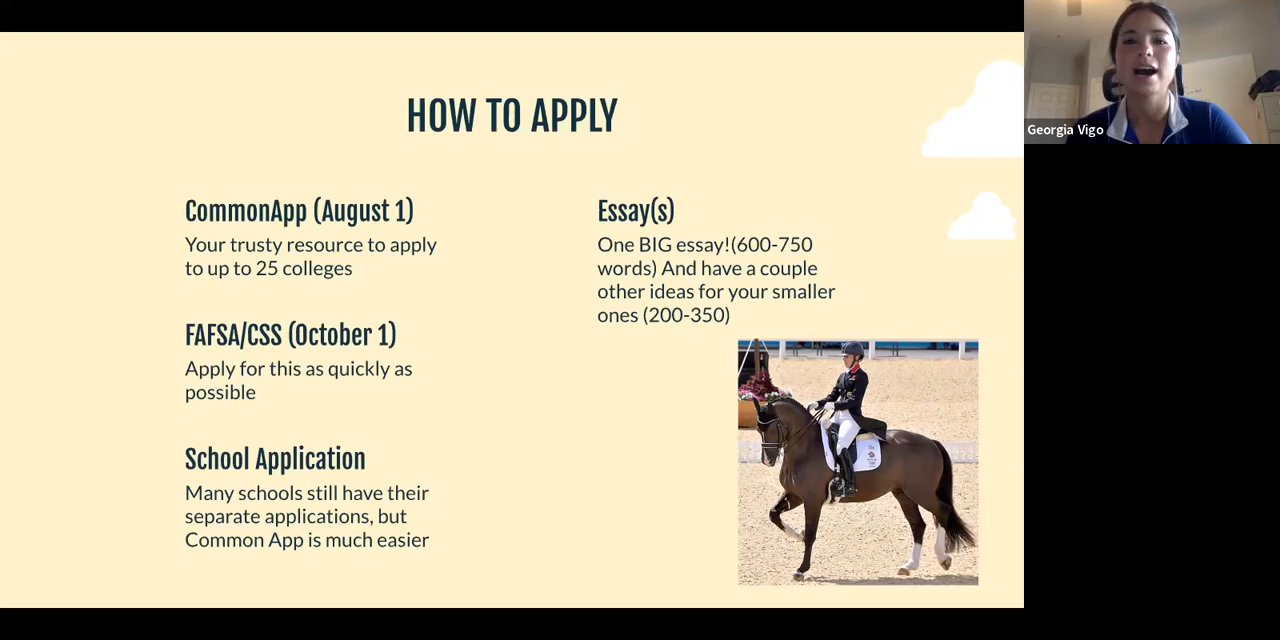 HOW TO APPLY
CommonApp (August 1)
Your trusty resource to apply
to up to 25 colleges
FAFSA/CSS (October 1)
Apply for this as quickly as
possible
School Application
Many schools still have their
separate applications, but
Common App is much easier
Essay(s)
One BIG essay!(600-750
words) And have a couple
other ideas for your smaller
ones (200-350)
Georgia Vigo